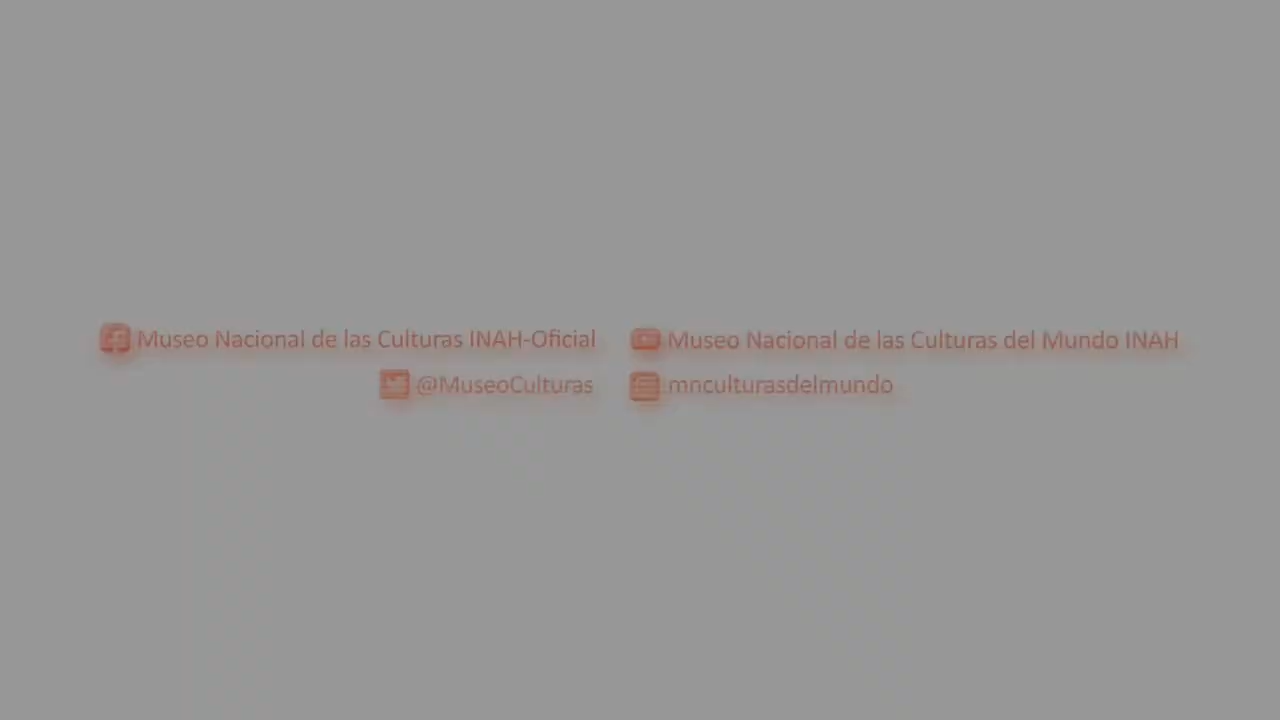 Museo Nacional de las Culturas INAH-Oficial
Museo Nacional de las Culturas del Mundo INAH
@MuseoCulturas
mnculturasdelmundo